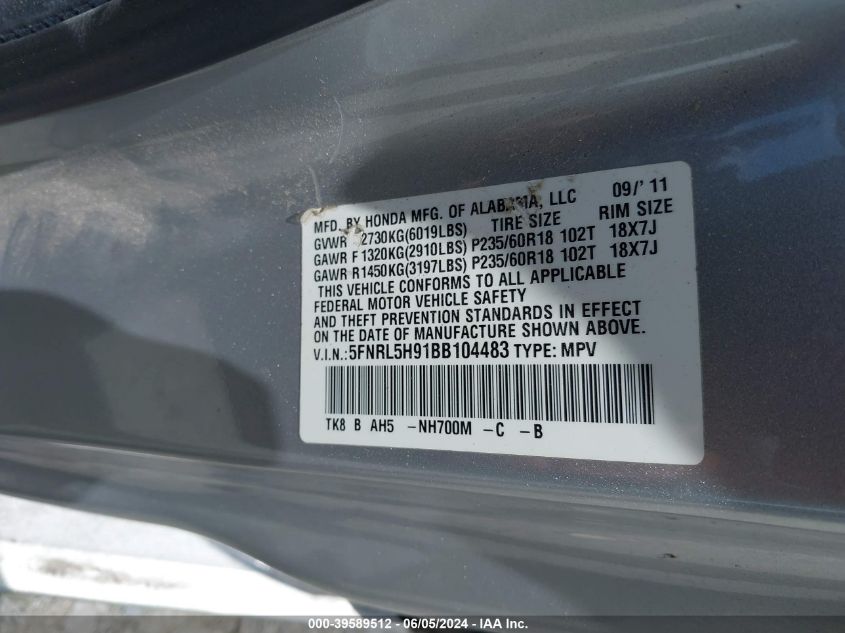 MFD. BY HONDA MFG. OF ALABAMA, LLC 09/'11
GVWR 2730KG(6019LBS) TIRE SIZE RIM SIZE
GAWR F 1320KG(2910LBS) P235/60R18 102T 18X7J
GAWR R1450KG(3197LBS) P235/60R18 102T 18X7J
THIS VEHICLE CONFORMS TO ALL APPLICABLE
FEDERAL MOTOR VEHICLE SAFETY
AND THEFT PREVENTION STANDARDS IN EFFECT
ON THE DATE OF MANUFACTURE SHOWN ABOVE.
V.I.N.:5FNRL5H91BB104483 TYPE: MPV
TK8 B AH5 -NH700M -C -B
000-39589512 - 06/05/2024 - IAA Inc.